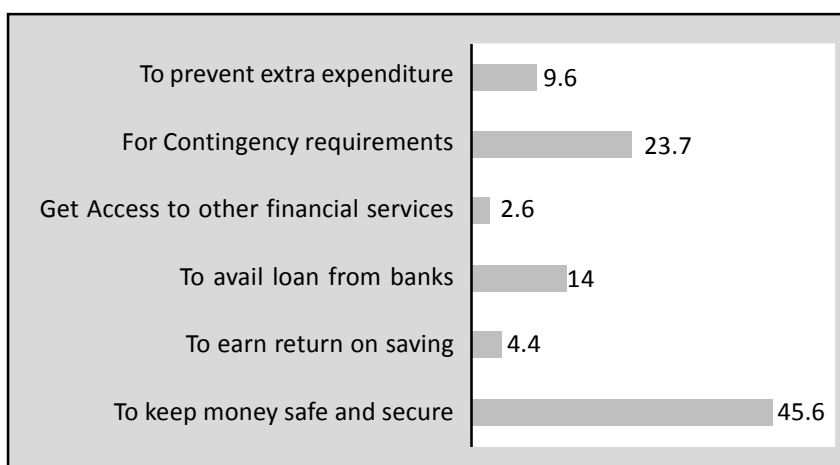 To prevent extra expenditure 9.6
For Contingency requirements 23.7
Get Access to other financial services 2.6
To avail loan from banks 14
To earn return on saving 4.4
To keep money safe and secure 45.6